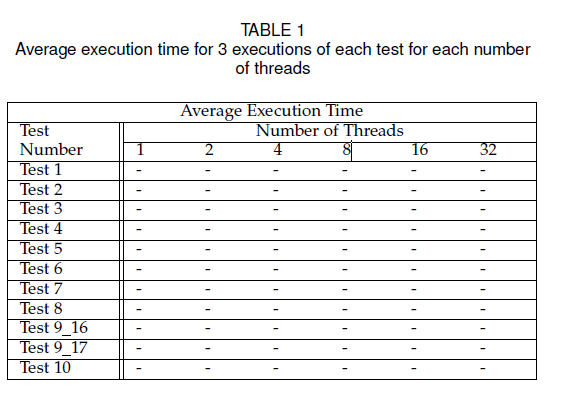 TABLE 1
Average execution time for 3 executions of each test for each number
of threads
Average Execution Time
Test Number of Threads
Number 1 2 4 8 16 32
Test 1 - - - - - -
Test 2 - - - - - -
Test 3 - - - - - -
Test 4 - - - - - -
Test 5 - - - - - -
Test 6 - - - - - -
Test 7 - - - - - -
Test 8 - - - - - -
Test 9_16 - - - - - -
Test 9_17 - - - - - -
Test 10 - - - - - -